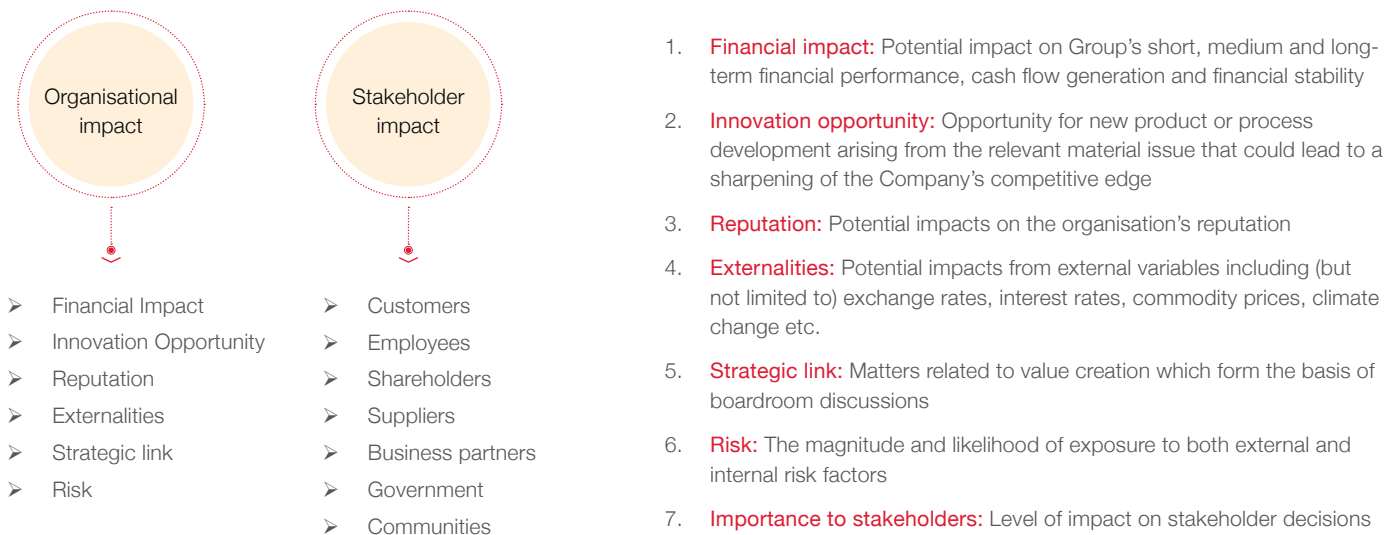 Organisational
impact
Financial Impact
Innovation Opportunity
Reputation
Externalities
Strategic link
Risk
Stakeholder
impact
Customers
Employees
Shareholders
Suppliers
Business partners
Government
Communities
1. Financial impact: Potential impact on Group's short, medium and long-
term financial performance, cash flow generation and financial stability
2. Innovation opportunity: Opportunity for new product or process
development arising from the relevant material issue that could lead to a
sharpening of the Company's competitive edge
3. Reputation: Potential impacts on the organisation's reputation
4. Externalities: Potential impacts from external variables including (but
not limited to) exchange rates, interest rates, commodity prices, climate
change etc.
5. Strategic link: Matters related to value creation which form the basis of
boardroom discussions
6. Risk: The magnitude and likelihood of exposure to both external and
internal risk factors
7. Importance to stakeholders: Level of impact on stakeholder decisions